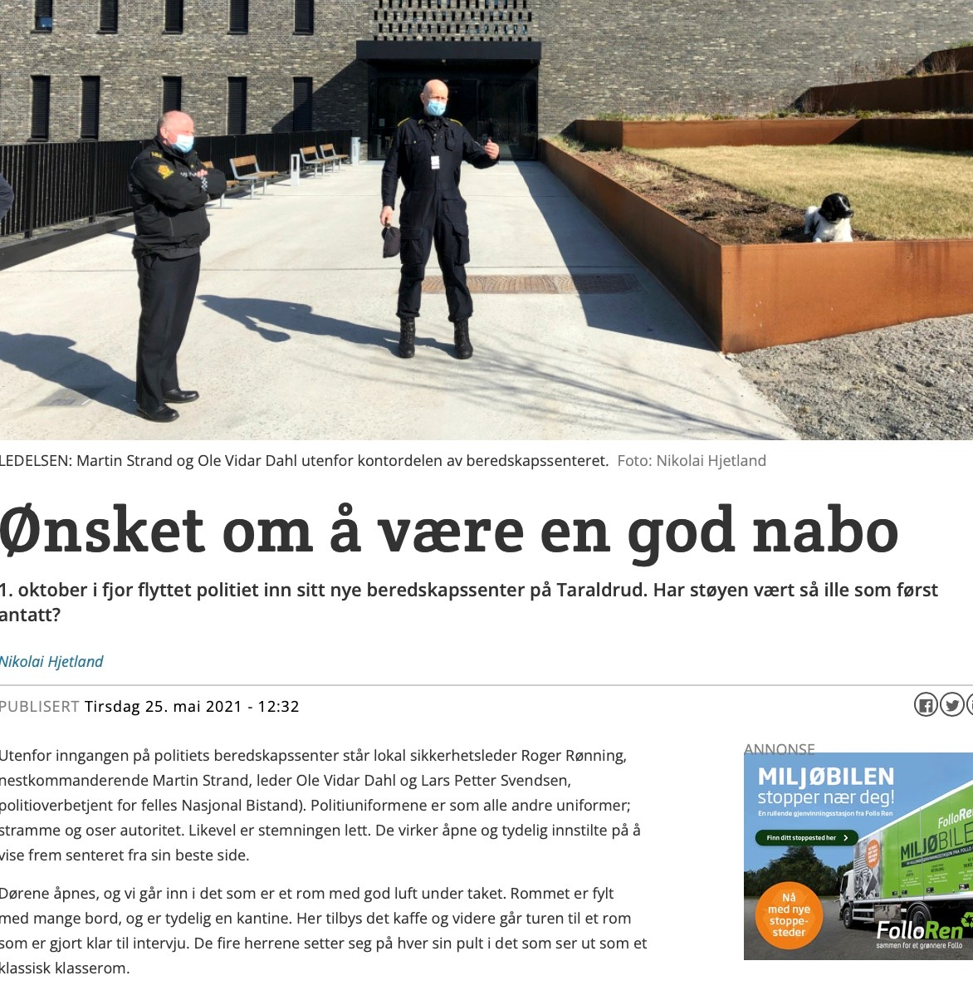 LEDELSEN: Martin Strand og Ole Vidar Dahl utenfor kontordelen av beredskapssenteret. Foto: Nikolai Hjetland
Ønsket om å være en god nabo
1. oktober i fjor flyttet politiet inn sitt nye beredskapssenter på Taraldrud. Har støyen vært så ille som først
antatt?
Nikolai Hjetland
PUBLISERT Tirsdag 25. mai 2021 - 12:32
Utenfor inngangen på politiets beredskapssenter står lokal sikkerhetsleder Roger Rønning,
nestkommanderende Martin Strand, leder Ole Vidar Dahl og Lars Petter Svendsen,
politioverbetjent for felles Nasjonal Bistand). Politiuniformene er som alle andre uniformer;
stramme og oser autoritet. Likevel er stemningen lett. De virker åpne og tydelig innstilte på å
vise frem senteret fra sin beste side.
Dørene åpnes, og vi går inn i det som er et rom med god luft under taket. Rommet er fylt
med mange bord, og er tydelig en kantine. Her tilbys det kaffe og videre går turen til et rom
som er gjort klar til intervju. De fire herrene setter seg på hver sin pult i det som ser ut som et
klassisk klasserom.
ANNONSE
MILJØBILEN
stopper nær deg!
En rullende gjenvinningsstasjon fra Follo Ren
Finn ditt stoppested her
FolloRe
MILJØBILE
Nå
med nye
stoppe-
steder
FolloRen
sammen for et grønnere Follo